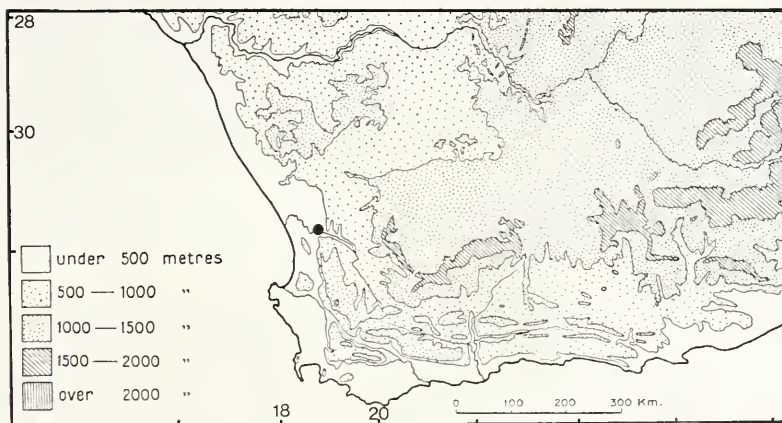 28
30
under 500 metres
500 — 1000 "
1000 — 1500 "
1500 — 2000 "
over 2000 "
18
20
0 100 200 300 Km.